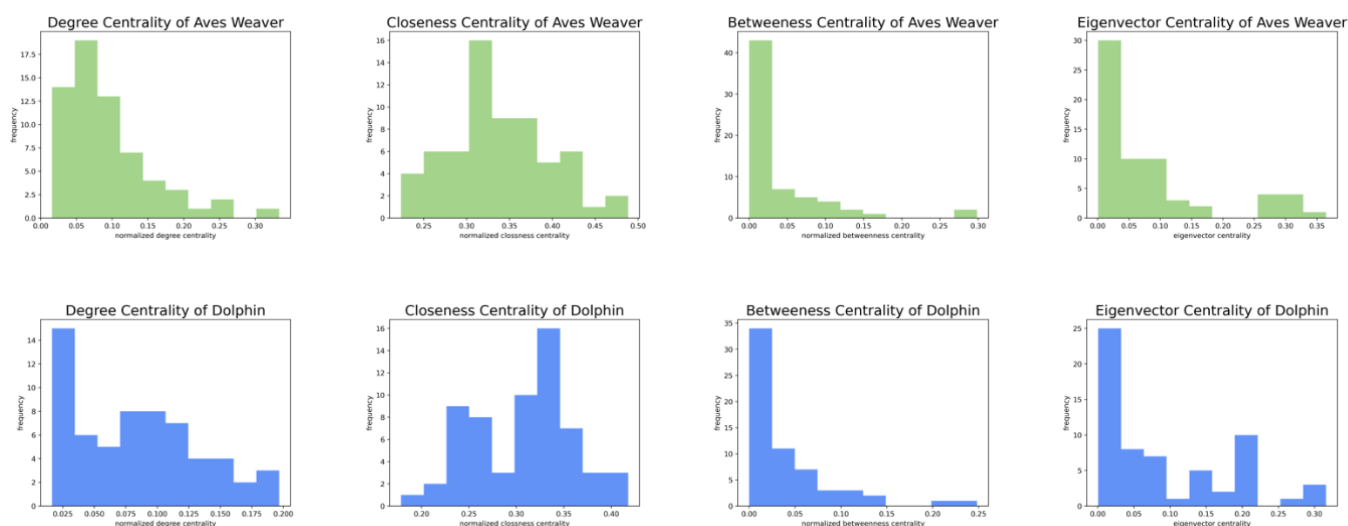 Degree Centrality of Aves Weaver
17.5
15.0
12.5
10.0
7.5
5.0
2.5
0.0
frequency
0.00 0.05 0.10 0.15 0.20 0.25 0.30
normalized degree centrality
Closeness Centrality of Aves Weaver
16
14
12
10
8
6
4
2
0
frequency
0.25 0.30 0.35 0.40 0.45 0.50
normalized clossness centrality
Betweeness Centrality of Aves Weaver
40
30
20
10
0
frequency
0.00 0.05 0.10 0.15 0.20 0.25 0.30
normalized betweenness centrality
Eigenvector Centrality of Aves Weaver
30
25
20
15
10
5
0
frequency
0.00 0.05 0.10 0.15 0.20 0.25 0.30 0.35
eigenvector centrality
Degree Centrality of Dolphin
14
12
10
8
6
4
2
0
frequency
0.025 0.050 0.075 0.100 0.125 0.150 0.175 0.200
normalized degree centrality
Closeness Centrality of Dolphin
16
14
12
10
8
6
4
2
0
frequency
0.20 0.25 0.30 0.35 0.40
normalized clossness centrality
Betweeness Centrality of Dolphin
35
30
25
20
15
10
5
0
frequency
0.00 0.05 0.10 0.15 0.20 0.25
normalized betweenness centrality
Eigenvector Centrality of Dolphin
25
20
15
10
5
0
frequency
0.00 0.05 0.10 0.15 0.20 0.25 0.30
eigenvector centrality